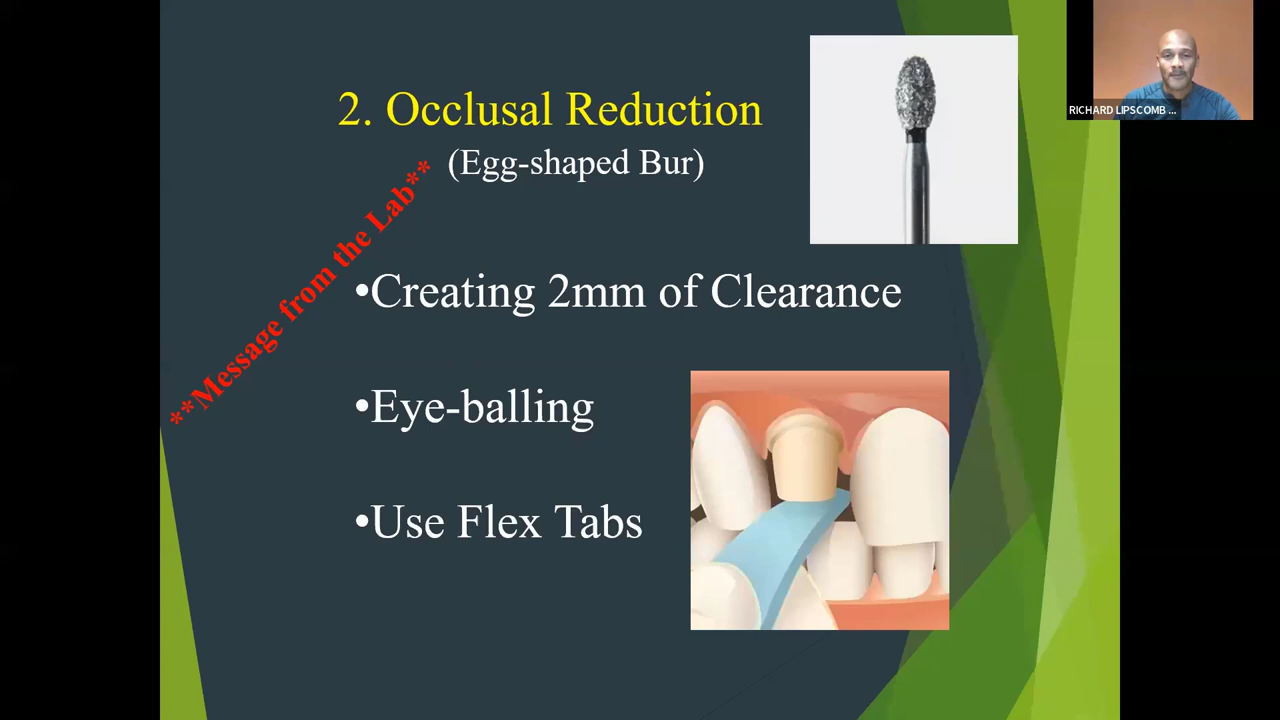 2. Occlusal Reduction
(Egg-shaped Bur)
**Message from the Lab**
•Creating 2mm of Clearance
•Eye-balling
•Use Flex Tabs
RICHARD LIPSCOMB ...